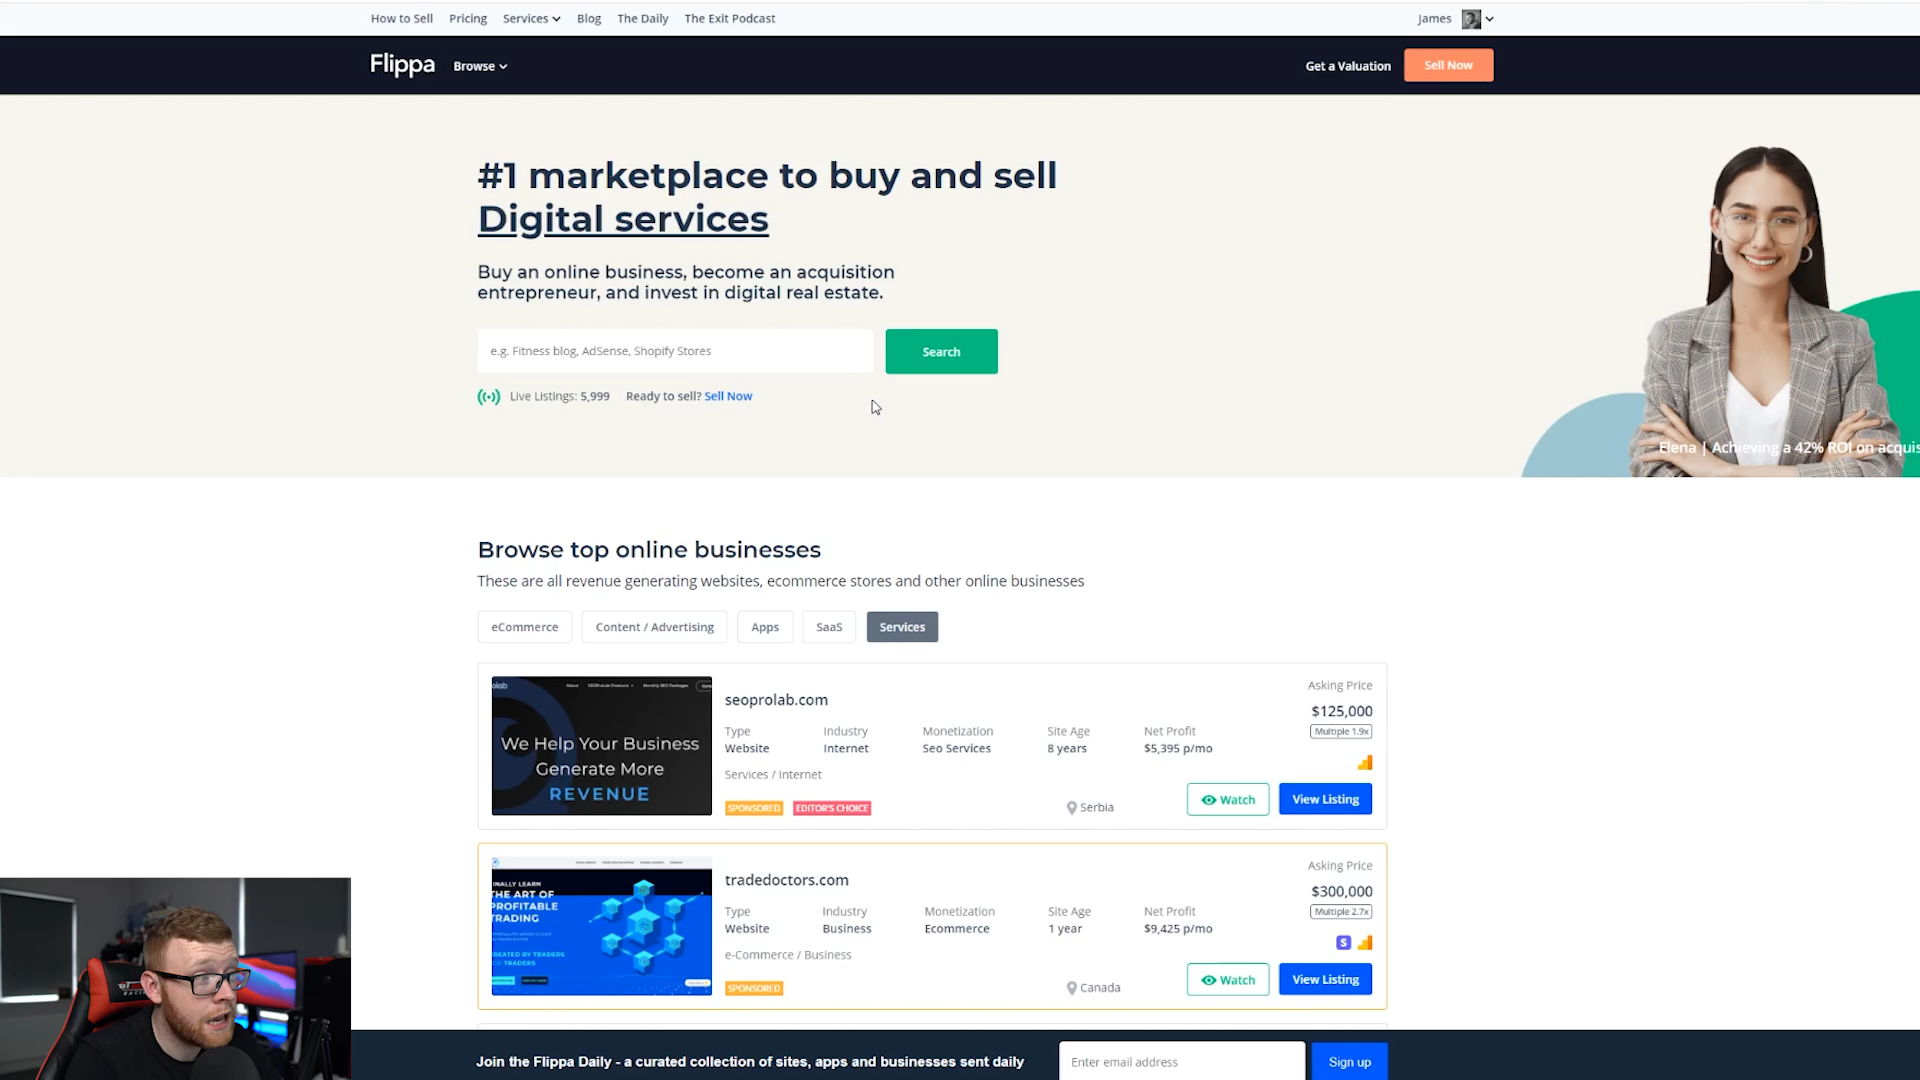 How to Sell Pricing Services Blog The Daily The Exit Podcast James
Flippa Browse Get a Valuation Sell Now
#1 marketplace to buy and sell
Digital services
Buy an online business, become an acquisition
entrepreneur, and invest in digital real estate.
e.g. Fitness blog, AdSense, Shopify Stores Search
Live Listings: 5,999 Ready to sell? Sell Now
Elena | Achieving a 42% ROI on acquis
Browse top online businesses
These are all revenue generating websites, ecommerce stores and other online businesses
eCommerce Content / Advertising Apps SaaS Services
We Help Your Business
Generate More
REVENUE
seoprolab.com
Type Industry Monetization Site Age Net Profit
Website Internet Seo Services 8 years $5,395 p/mo
Services / Internet
SPONSORED EDITOR'S CHOICE Serbia
Asking Price
$125,000
Multiple 1.9x
Watch View Listing
INALLY LEARN
THE ART OF
PROFITABLE
TRADING
tradedoctors.com
Type Industry Monetization Site Age Net Profit
Website Business Ecommerce 1 year $9,425 p/mo
e-Commerce / Business
SPONSORED Canada
Asking Price
$300,000
Multiple 2.7x
S
Watch View Listing
Join the Flippa Daily - a curated collection of sites, apps and businesses sent daily Enter email address Sign up